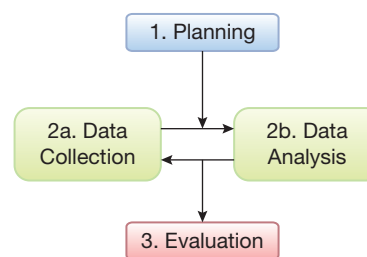 1. Planning
2a. Data
Collection
2b. Data
Analysis
3. Evaluation